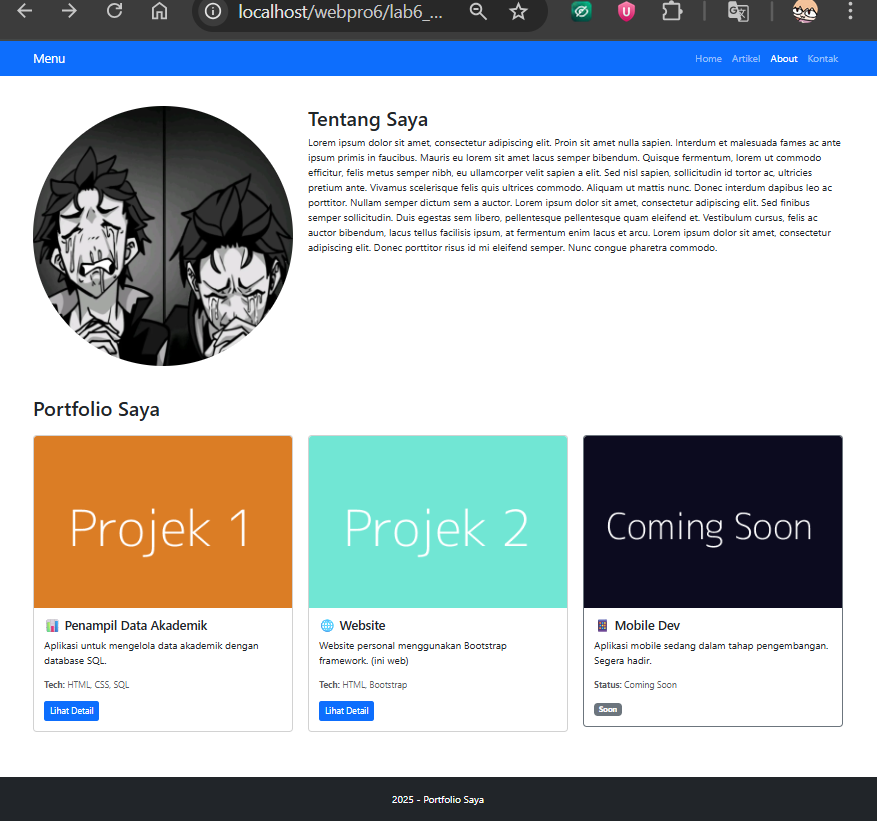 localhost/webpro6/lab6_...
Menu
Home Artikel About Kontak
Tentang Saya
Lorem ipsum dolor sit amet, consectetur adipiscing elit. Proin sit amet nulla sapien. Interdum et malesuada fames ac ante
ipsum primis in faucibus. Mauris eu lorem sit amet lacus semper bibendum. Quisque fermentum, lorem ut commodo
efficitur, felis metus semper nibh, eu ullamcorper velit sapien a elit. Sed nisl sapien, sollicitudin id tortor ac, ultricies
pretium ante. Vivamus scelerisque felis quis ultrices commodo. Aliquam ut mattis nunc. Donec interdum dapibus leo ac
porttitor. Nullam semper dictum sem a auctor. Lorem ipsum dolor sit amet, consectetur adipiscing elit. Sed finibus
semper sollicitudin. Duis egestas sem libero, pellentesque pellentesque quam eleifend et. Vestibulum cursus, felis ac
auctor bibendum, lacus tellus facilisis ipsum, at fermentum enim lacus et arcu. Lorem ipsum dolor sit amet, consectetur
adipiscing elit. Donec porttitor risus id mi eleifend semper. Nunc congue pharetra commodo.
Portfolio Saya
Projek 1
📊 Penampil Data Akademik
Aplikasi untuk mengelola data akademik dengan
database SQL.
Tech: HTML, CSS, SQL
Lihat Detail
Projek 2
🌐 Website
Website personal menggunakan Bootstrap
framework. (ini web)
Tech: HTML, Bootstrap
Lihat Detail
Coming Soon
📱 Mobile Dev
Aplikasi mobile sedang dalam tahap pengembangan.
Segera hadir.
Status: Coming Soon
Soon
2025 - Portfolio Saya